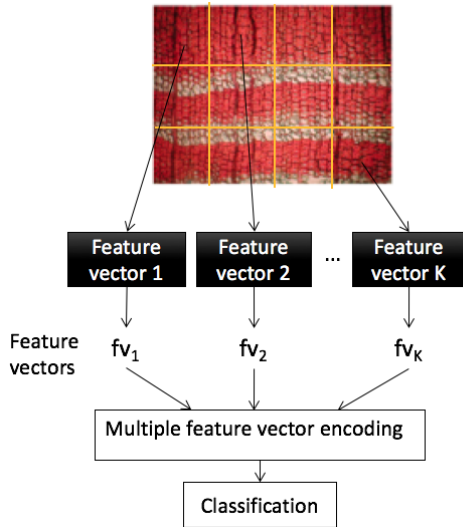 Feature
vector 1
Feature
vector 2
...
Feature
vector K
Feature
vectors
fv₁
fv₂
fvK
Multiple feature vector encoding
Classification